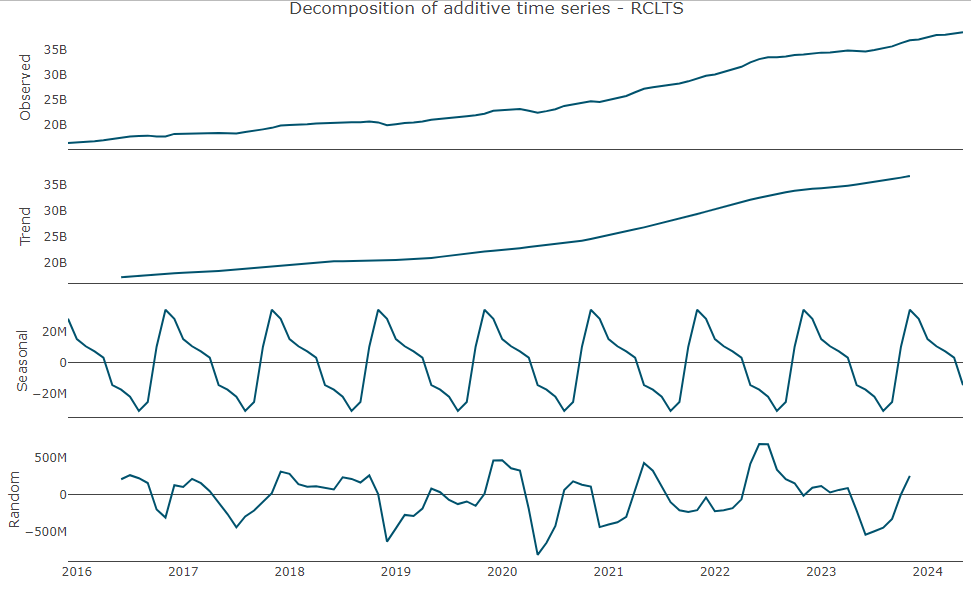 Decomposition of additive time series - RCLTS
Observed
35B
30B
25B
20B
Trend
35B
30B
25B
20B
Seasonal
20M
0
−20M
Random
500M
0
−500M
2016 2017 2018 2019 2020 2021 2022 2023 2024